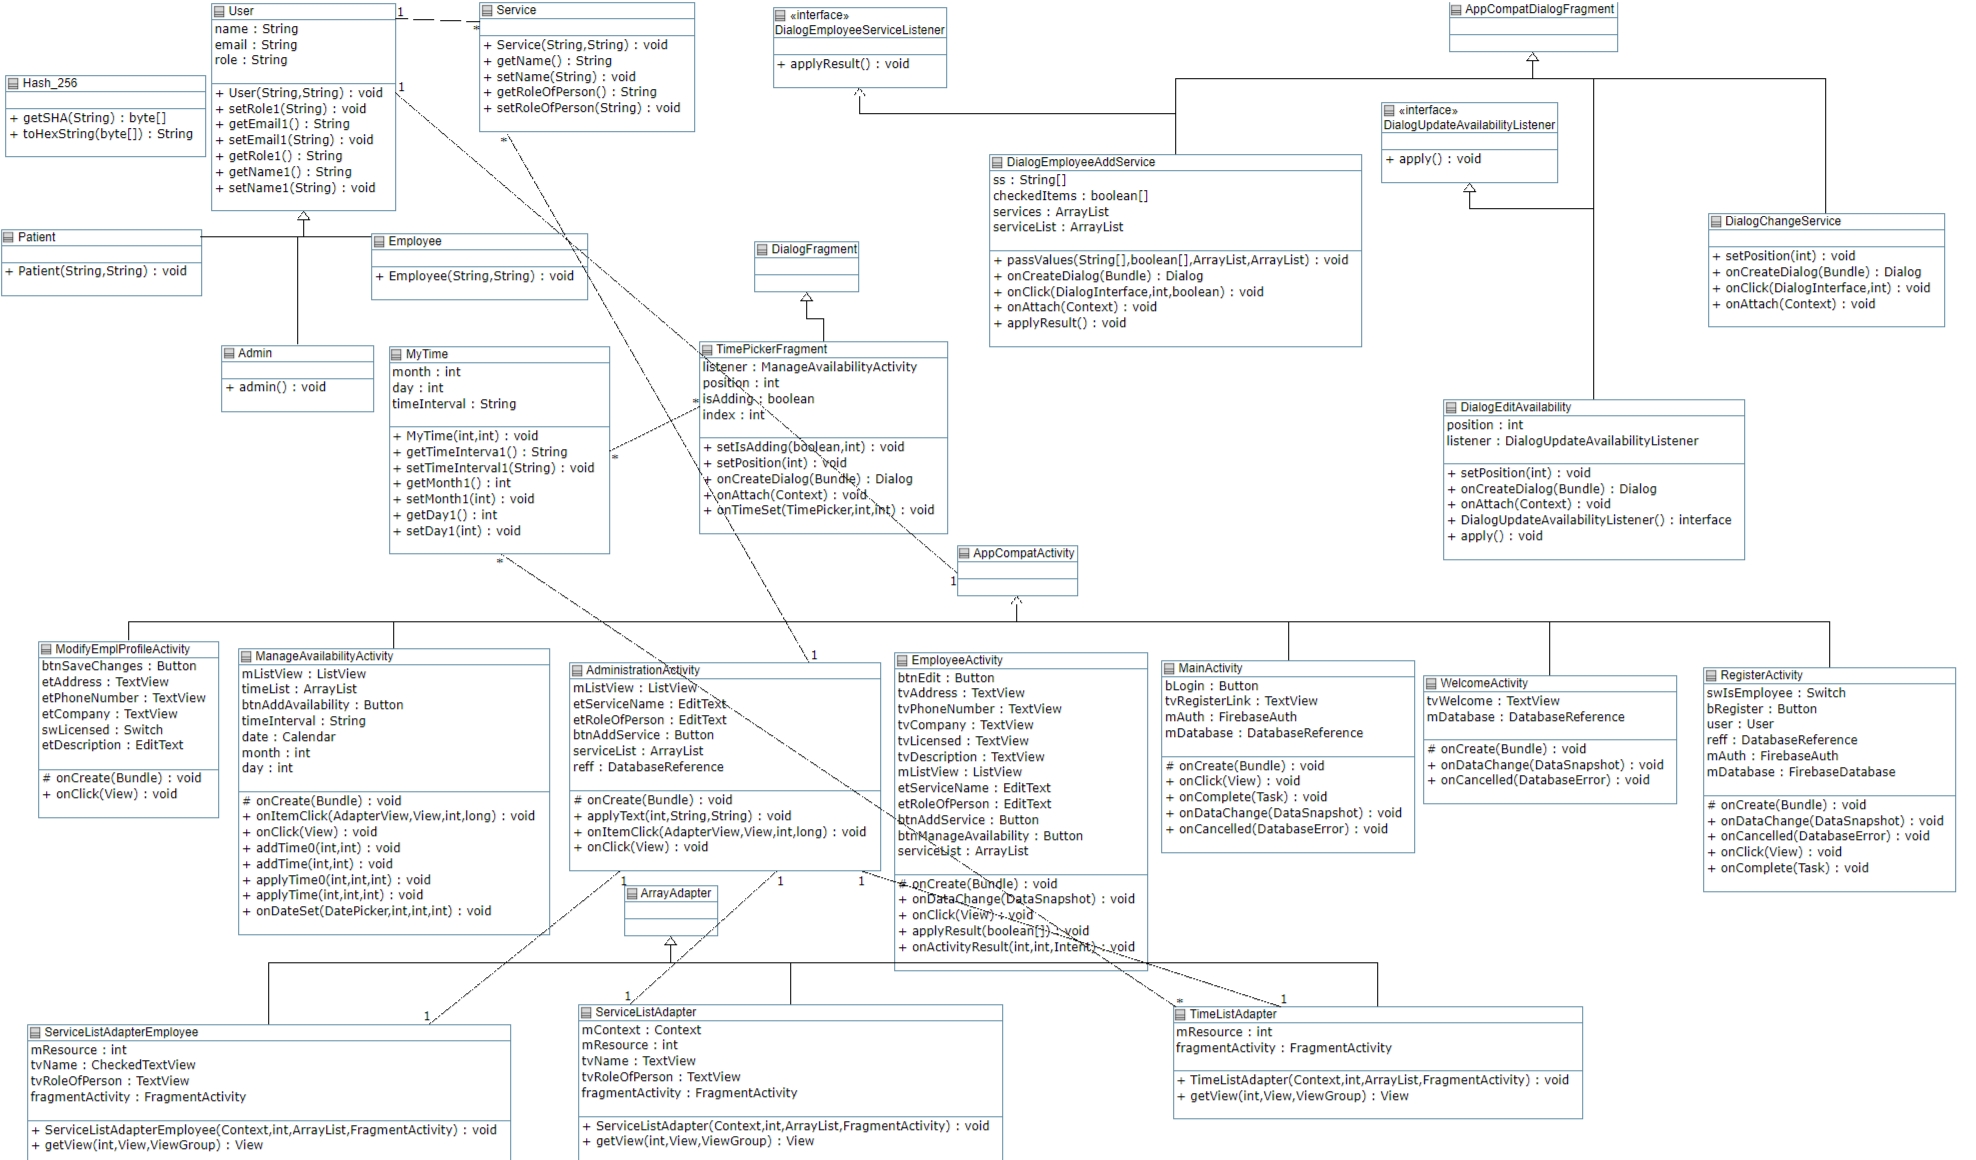 User
name : String
email : String
role : String
+ User(String,String) : void
+ setRole1(String) : void
+ getEmail1() : String
+ setEmail1(String) : void
+ getRole1() : String
+ getName1() : String
+ setName1(String) : void
1
*
1
Service
+ Service(String,String) : void
+ getName() : String
+ setName(String) : void
+ getRoleOfPerson() : String
+ setRoleOfPerson(String) : void
*
«interface»
DialogEmployeeServiceListener
+ applyResult() : void
AppCompatDialogFragment
Hash_256
+ getSHA(String) : byte[]
+ toHexString(byte[]) : String
«interface»
DialogUpdateAvailabilityListener
+ apply() : void
DialogEmployeeAddService
ss : String[]
checkedItems : boolean[]
services : ArrayList
serviceList : ArrayList
+ passValues(String[],boolean[],ArrayList,ArrayList) : void
+ onCreateDialog(Bundle) : Dialog
+ onClick(DialogInterface,int,boolean) : void
+ onAttach(Context) : void
+ applyResult() : void
DialogChangeService
+ setPosition(int) : void
+ onCreateDialog(Bundle) : Dialog
+ onClick(DialogInterface,int) : void
+ onAttach(Context) : void
Patient
+ Patient(String,String) : void
Employee
+ Employee(String,String) : void
DialogFragment
Admin
+ admin() : void
MyTime
month : int
day : int
timeInterval : String
+ MyTime(int,int) : void
+ getTimeInterva1() : String
+ setTimeInterval1(String) : void
+ getMonth1() : int
+ setMonth1(int) : void
+ getDay1() : int
+ setDay1(int) : void
*
*
*
TimePickerFragment
listener : ManageAvailabilityActivity
position : int
isAdding : boolean
index : int
+ setIsAdding(boolean,int) : void
+ setPosition(int) : void
+ onCreateDialog(Bundle) : Dialog
+ onAttach(Context) : void
+ onTimeSet(TimePicker,int,int) : void
DialogEditAvailability
position : int
listener : DialogUpdateAvailabilityListener
+ setPosition(int) : void
+ onCreateDialog(Bundle) : Dialog
+ onAttach(Context) : void
+ DialogUpdateAvailabilityListener() : interface
+ apply() : void
AppCompatActivity
1
1
ModifyEmplProfileActivity
btnSaveChanges : Button
etAddress : TextView
etPhoneNumber : TextView
etCompany : TextView
swLicensed : Switch
etDescription : EditText
# onCreate(Bundle) : void
+ onClick(View) : void
ManageAvailabilityActivity
mListView : ListView
timeList : ArrayList
btnAddAvailability : Button
timeInterval : String
date : Calendar
month : int
day : int
# onCreate(Bundle) : void
+ onItemClick(AdapterView,View,int,long) : void
+ onClick(View) : void
+ addTime0(int,int) : void
+ addTime(int,int) : void
+ applyTime0(int,int,int) : void
+ applyTime(int,int,int) : void
+ onDateSet(DatePicker,int,int,int) : void
AdministrationActivity
mListView : ListView
etServiceName : EditText
etRoleOfPerson : EditText
btnAddService : Button
serviceList : ArrayList
reff : DatabaseReference
# onCreate(Bundle) : void
+ applyText(int,String,String) : void
+ onItemClick(AdapterView,View,int,long) : void
+ onClick(View) : void
EmployeeActivity
btnEdit : Button
tvAddress : TextView
tvPhoneNumber : TextView
tvCompany : TextView
tvLicensed : TextView
tvDescription : TextView
mListView : ListView
etServiceName : EditText
etRoleOfPerson : EditText
btnAddService : Button
btnManageAvailability : Button
serviceList : ArrayList
# onCreate(Bundle) : void
+ onDataChange(DataSnapshot) : void
+ onClick(View) : void
+ applyResult(boolean[]) : void
+ onActivityResult(int,int,Intent) : void
MainActivity
bLogin : Button
tvRegisterLink : TextView
mAuth : FirebaseAuth
mDatabase : DatabaseReference
# onCreate(Bundle) : void
+ onClick(View) : void
+ onComplete(Task) : void
+ onDataChange(DataSnapshot) : void
+ onCancelled(DatabaseError) : void
WelcomeActivity
tvWelcome : TextView
mDatabase : DatabaseReference
# onCreate(Bundle) : void
+ onDataChange(DataSnapshot) : void
+ onCancelled(DatabaseError) : void
RegisterActivity
swIsEmployee : Switch
bRegister : Button
user : User
reff : DatabaseReference
mAuth : FirebaseAuth
mDatabase : FirebaseDatabase
# onCreate(Bundle) : void
+ onDataChange(DataSnapshot) : void
+ onCancelled(DatabaseError) : void
+ onClick(View) : void
+ onComplete(Task) : void
1
1
1
ArrayAdapter
1
1
*
1
ServiceListAdapterEmployee
mResource : int
tvName : CheckedTextView
tvRoleOfPerson : TextView
fragmentActivity : FragmentActivity
+ ServiceListAdapterEmployee(Context,int,ArrayList,FragmentActivity) : void
+ getView(int,View,ViewGroup) : View
ServiceListAdapter
mContext : Context
mResource : int
tvName : TextView
tvRoleOfPerson : TextView
fragmentActivity : FragmentActivity
+ ServiceListAdapter(Context,int,ArrayList,FragmentActivity) : void
+ getView(int,View,ViewGroup) : View
TimeListAdapter
mResource : int
fragmentActivity : FragmentActivity
+ TimeListAdapter(Context,int,ArrayList,FragmentActivity) : void
+ getView(int,View,ViewGroup) : View